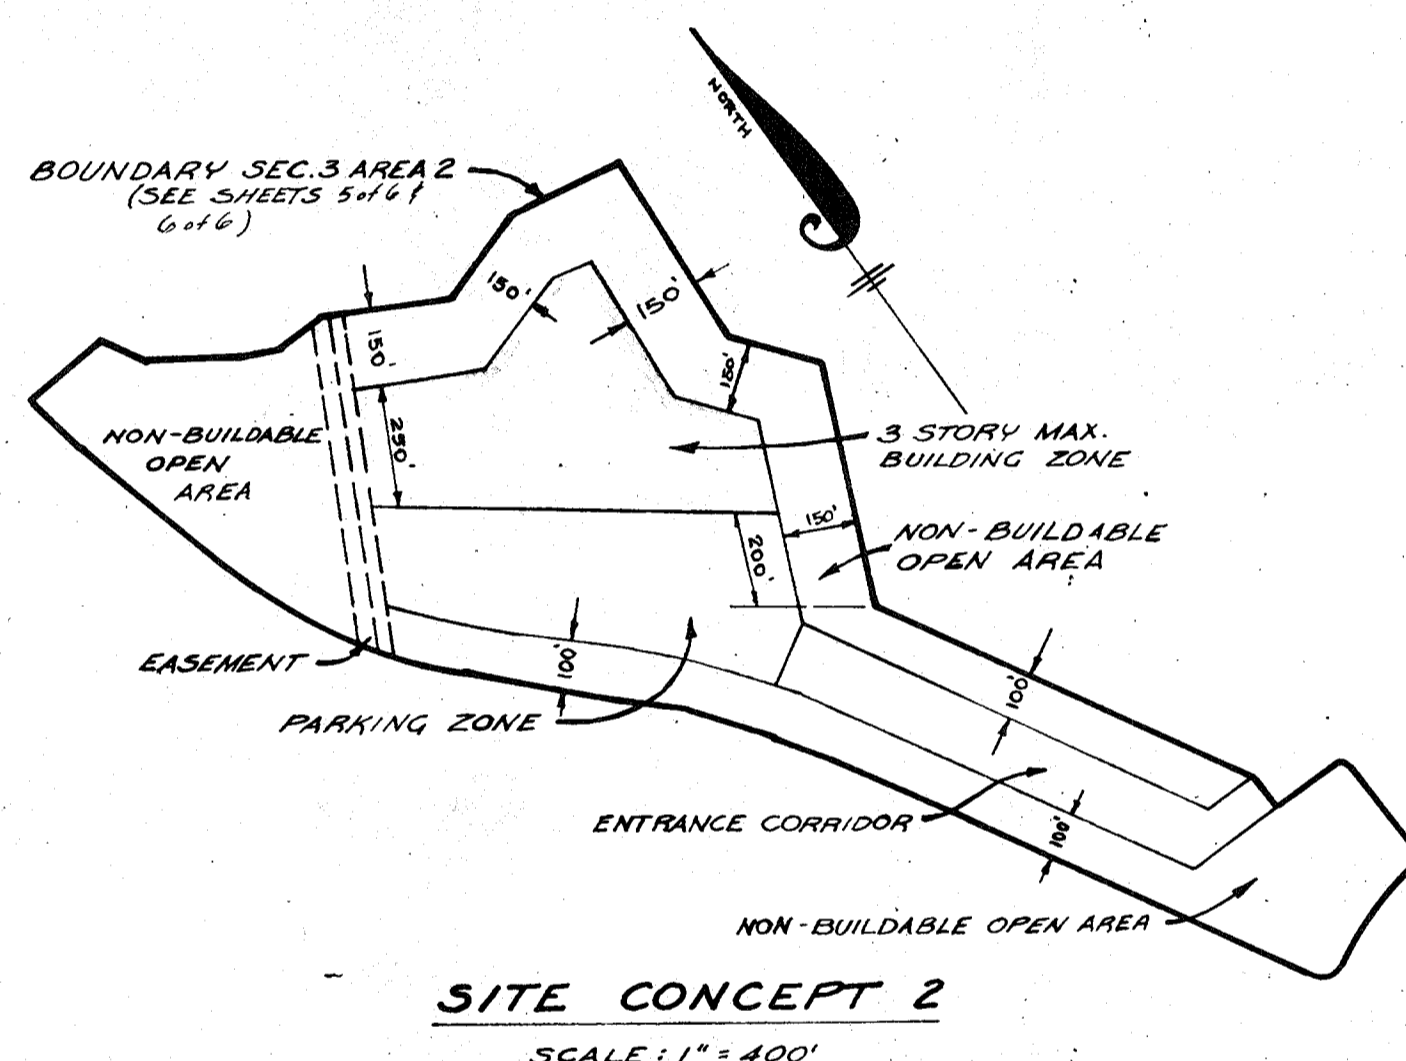 NORTH
BOUNDARY SEC. 3 AREA 2
(SEE SHEETS 5 of 6 &
6 of 6)
150'
150'
150'
150'
250'
NON-BUILDABLE
OPEN
AREA
3 STORY MAX.
BUILDING ZONE
150'
200'
NON-BUILDABLE
OPEN AREA
EASEMENT
100'
100'
PARKING ZONE
ENTRANCE CORRIDOR
100'
NON-BUILDABLE OPEN AREA
SITE CONCEPT 2
SCALE: 1" = 400'